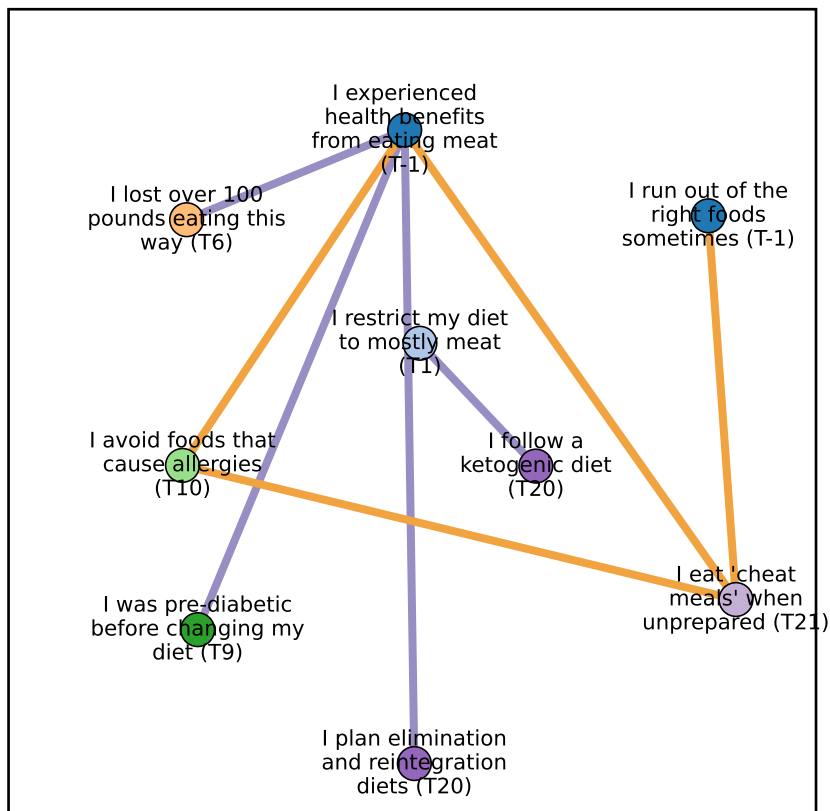 I experienced
health benefits
from eating meat
(T-1)
I lost over 100
pounds eating this
way (T6)
I run out of the
right foods
sometimes (T-1)
I restrict my diet
to mostly meat
(T1)
I avoid foods that
cause allergies
(T10)
I follow a
ketogenic diet
(T20)
I eat 'cheat
meals' when
unprepared (T21)
I was pre-diabetic
before changing my
diet (T9)
I plan elimination
and reintegration
diets (T20)